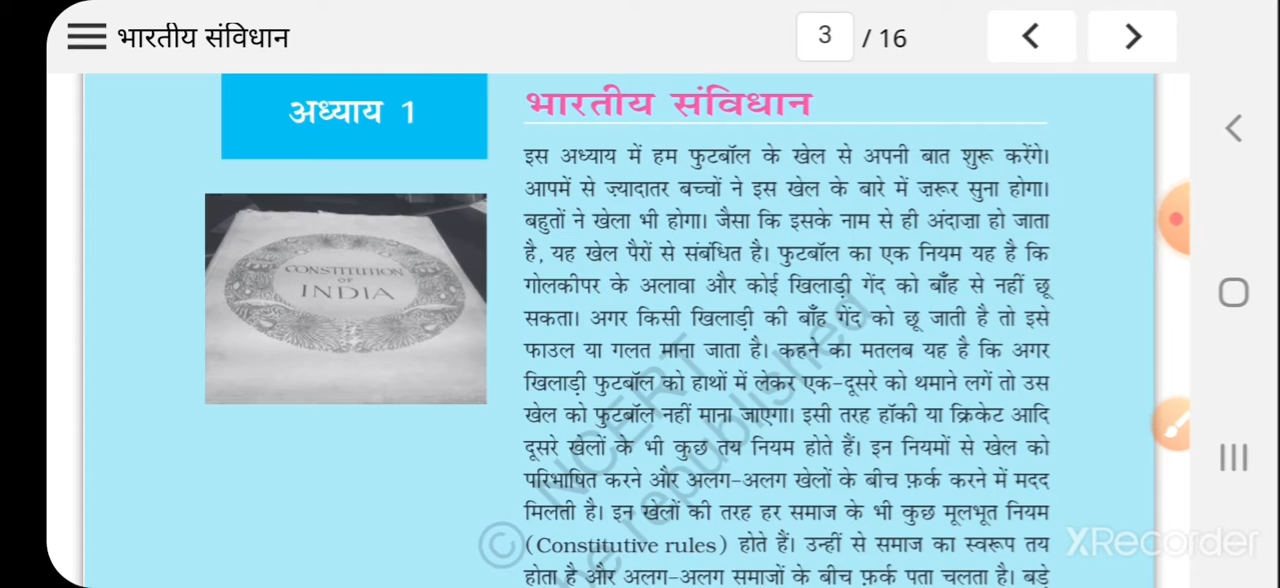 भारतीय संविधान
3 / 16
अध्याय 1
CONSTITUTION
OF
INDIA
भारतीय संविधान
इस अध्याय में हम फुटबॉल के खेल से अपनी बात शुरू करेंगे।
आपमें से ज़्यादातर बच्चों ने इस खेल के बारे में ज़रूर सुना होगा।
बहुतों ने खेला भी होगा। जैसा कि इसके नाम से ही अंदाज़ा हो जाता
है, यह खेल पैरों से संबंधित है। फुटबॉल का एक नियम यह है कि
गोलकीपर के अलावा और कोई खिलाड़ी गेंद को बाँह से नहीं छू
सकता। अगर किसी खिलाड़ी की बाँह गेंद को छू जाती है तो इसे
फाउल या गलत माना जाता है। कहने का मतलब यह है कि अगर
खिलाड़ी फुटबॉल को हाथों में लेकर एक-दूसरे को थमाने लगें तो उस
खेल को फुटबॉल नहीं माना जाएगा। इसी तरह हॉकी या क्रिकेट आदि
दूसरे खेलों के भी कुछ तय नियम होते हैं। इन नियमों से खेल को
परिभाषित करने और अलग-अलग खेलों के बीच फ़र्क करने में मदद
मिलती है। इन खेलों की तरह हर समाज के भी कुछ मूलभूत नियम
(Constitutive rules) होते हैं। उन्हीं से समाज का स्वरूप तय
होता है और अलग-अलग समाजों के बीच फ़र्क पता चलता है। बड़े
© NCERT
be republished
XRecorder